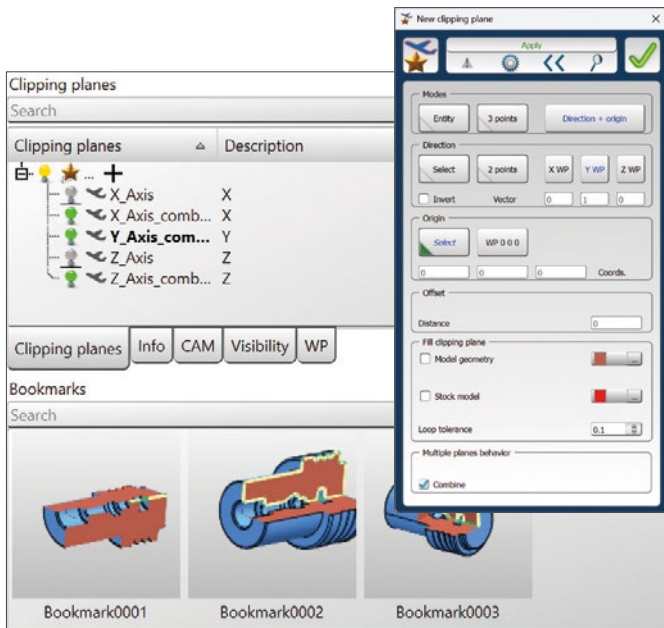 New clipping plane
Apply
Modes
Entity 3 points Direction + origin
Direction
Select 2 points X WP Y WP Z WP
Invert Vector 0 1 0
Origin
Select WP 0 0 0
0 0 0 Coords.
Offset
Distance 0
Fill clipping plane
Model geometry ...
Stock model ...
Loop tolerance 0.1
Multiple planes behavior
Combine
Clipping planes
Search
Clipping planes Description
...
X_Axis X
X_Axis_comb... X
Y_Axis_com... Y
Z_Axis Z
Z_Axis_comb... Z
Clipping planes Info CAM Visibility WP
Bookmarks
Search
Bookmark0001 Bookmark0002 Bookmark0003